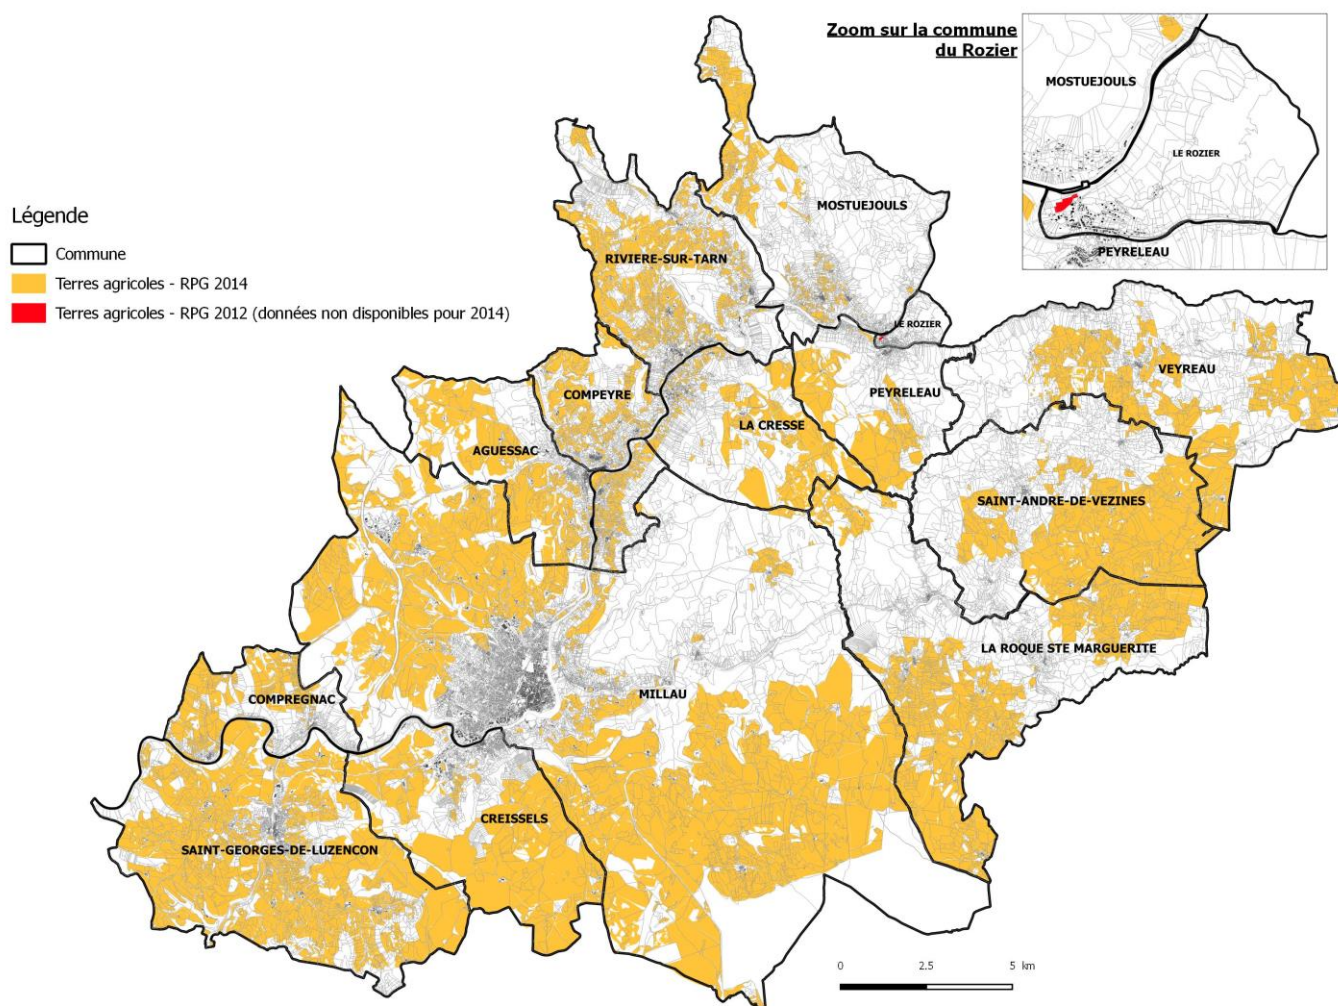 Zoom sur la commune
du Rozier
MOSTUEJOULS
LE ROZIER
PEYRELEAU
Légende
Commune
Terres agricoles - RPG 2014
Terres agricoles - RPG 2012 (données non disponibles pour 2014)
MOSTUEJOULS
RIVIERE-SUR-TARN
LE ROZIER
VEYREAU
COMPEYRE
PEYRELEAU
LA CRESSE
AGUESSAC
SAINT-ANDRE-DE-VEZINES
LA ROQUE STE MARGUERITE
MILLAU
COMPREGNAC
CREISSELS
SAINT-GEORGES-DE-LUZENCON
0 2.5 5 km